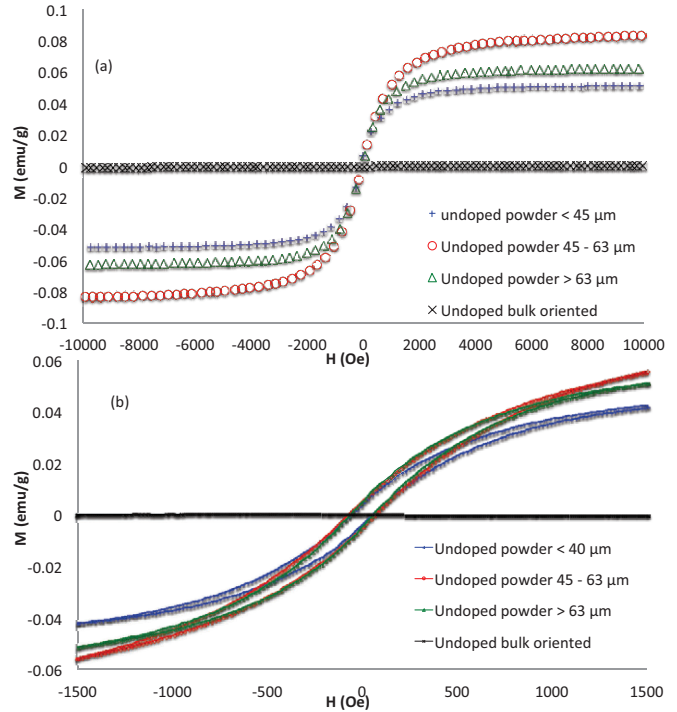 0.1
(a)
0.08
0.06
0.04
0.02
0
-0.02
-0.04
-0.06
-0.08
-0.1
M (emu/g)
undoped powder < 45 µm
Undoped powder 45 - 63 µm
Undoped powder > 63 µm
Undoped bulk oriented
-10000 -8000 -6000 -4000 -2000 0 2000 4000 6000 8000 10000
H (Oe)
0.06
(b)
0.04
0.02
0
-0.02
-0.04
-0.06
M (emu/g)
Undoped powder < 40 µm
Undoped powder 45 - 63 µm
Undoped powder > 63 µm
Undoped bulk oriented
-1500 -1000 -500 0 500 1000 1500
H (Oe)